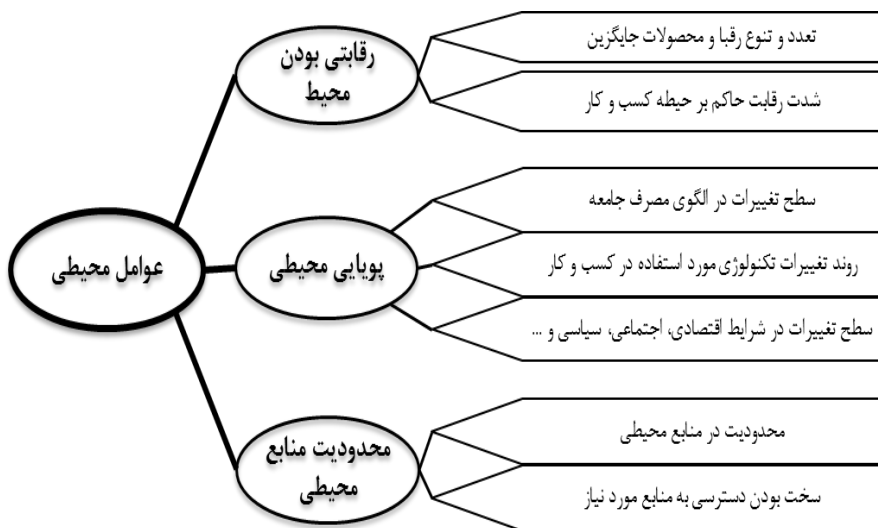 عوامل محیطی
رقابتی بودن
محیط
تعدد و تنوع رقبا و محصولات جایگزین
شدت رقابت حاکم بر حیطه کسب و کار
پویایی محیطی
سطح تغییرات در الگوی مصرف جامعه
روند تغییرات تکنولوژی مورد استفاده در کسب و کار
سطح تغییرات در شرایط اقتصادی، اجتماعی، سیاسی و ...
محدودیت منابع
محیطی
محدودیت در منابع محیطی
سخت بودن دسترسی به منابع مورد نیاز